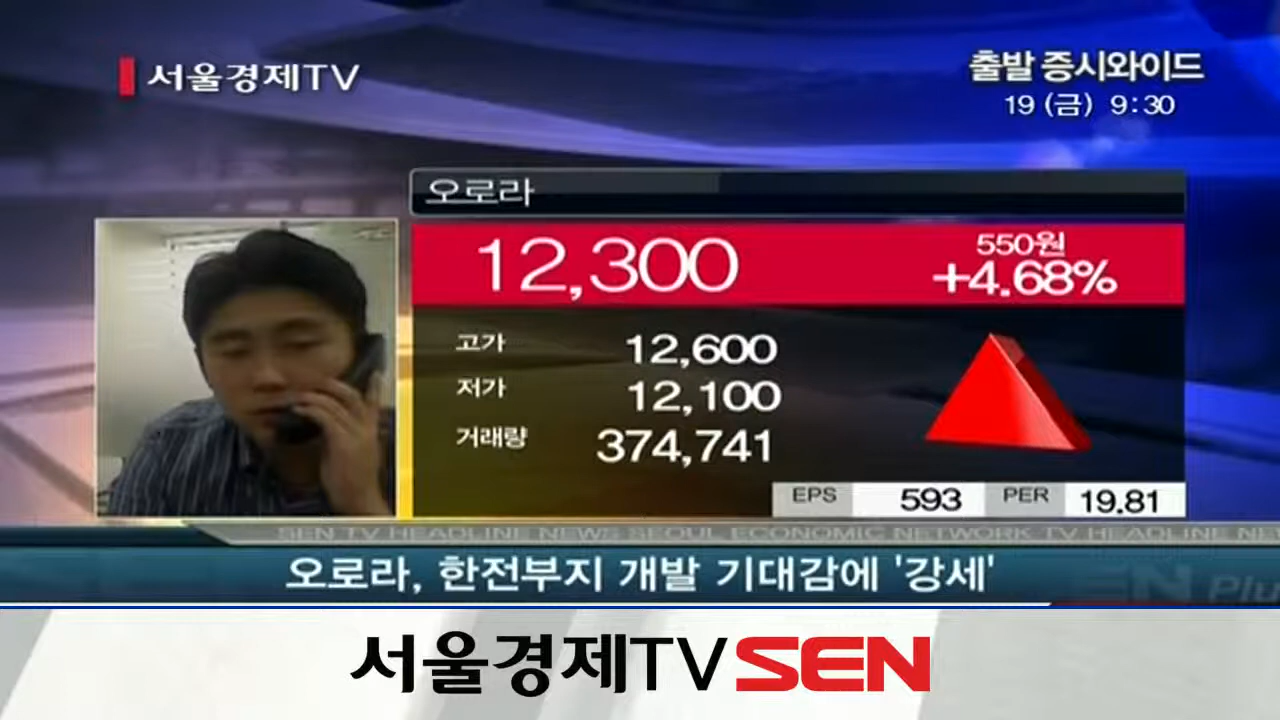 서울경제TV
출발 증시와이드
19 (금) 9:30
오로라
12,300
550원
+4.68%
고가 12,600
저가 12,100
거래량 374,741
EPS 593 PER 19.81
SEN TV HEADLINE NEWS SEOUL ECONOMIC NETWORK TV HEADLINE NE
오로라, 한전부지 개발 기대감에 '강세'
EN Plu
서울경제TV SEN